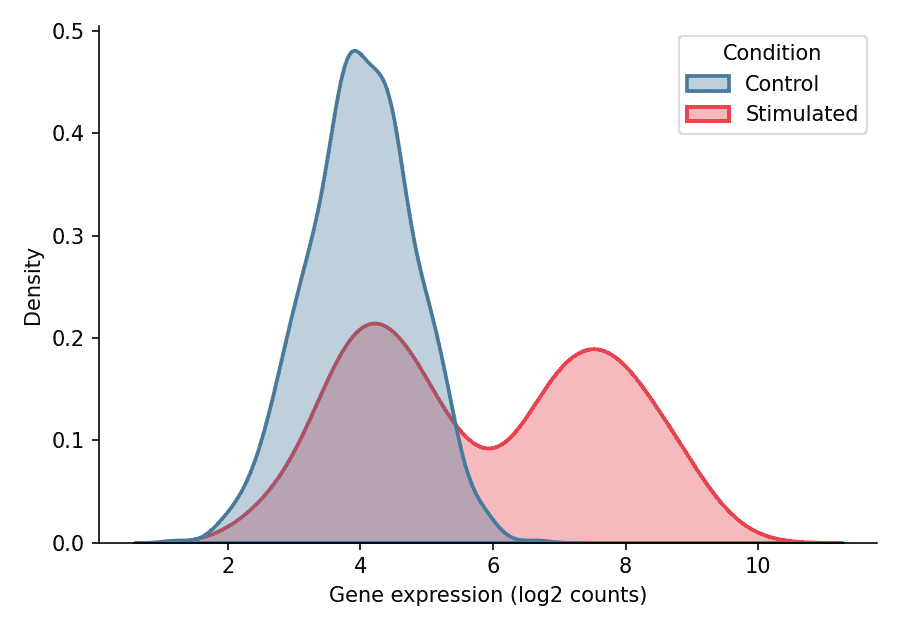 0.5
0.4
0.3
0.2
0.1
0.0
Density
2 4 6 8 10
Gene expression (log2 counts)
Condition
Control
Stimulated